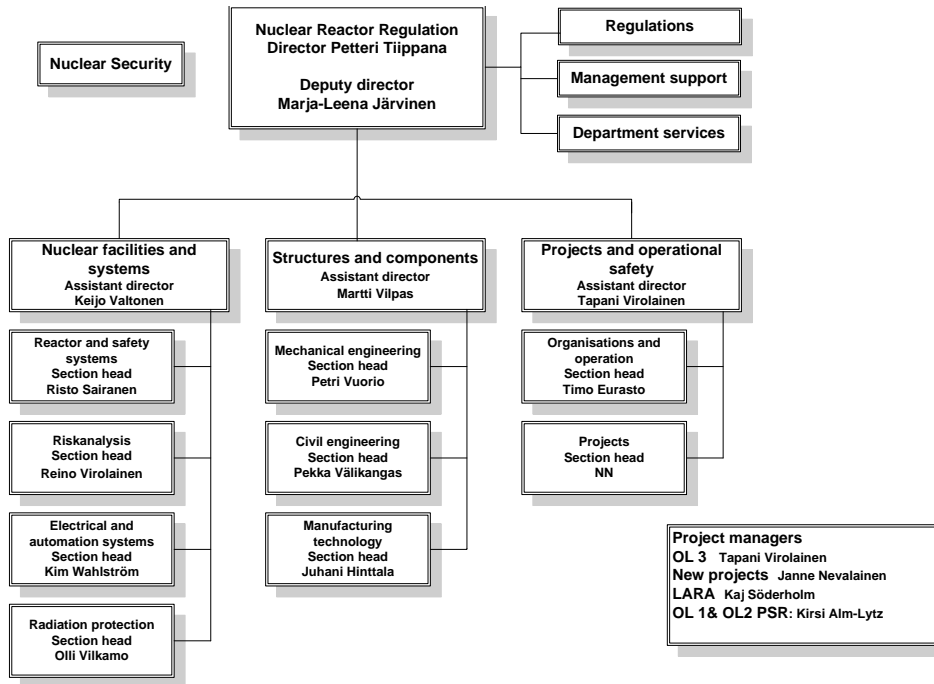 Nuclear Security
Nuclear Reactor Regulation
Director Petteri Tiippana
Deputy director
Marja-Leena Järvinen
Regulations
Management support
Department services
Nuclear facilities and
systems
Assistant director
Keijo Valtonen
Reactor and safety
systems
Section head
Risto Sairanen
Riskanalysis
Section head
Reino Virolainen
Electrical and
automation systems
Section head
Kim Wahlström
Radiation protection
Section head
Olli Vilkamo
Structures and components
Assistant director
Martti Vilpas
Mechanical engineering
Section head
Petri Vuorio
Civil engineering
Section head
Pekka Välikangas
Manufacturing
technology
Section head
Juhani Hinttala
Projects and operational
safety
Assistant director
Tapani Virolainen
Organisations and
operation
Section head
Timo Eurasto
Projects
Section head
NN
Project managers
OL 3 Tapani Virolainen
New projects Janne Nevalainen
LARA Kaj Söderholm
OL 1& OL2 PSR: Kirsi Alm-Lytz